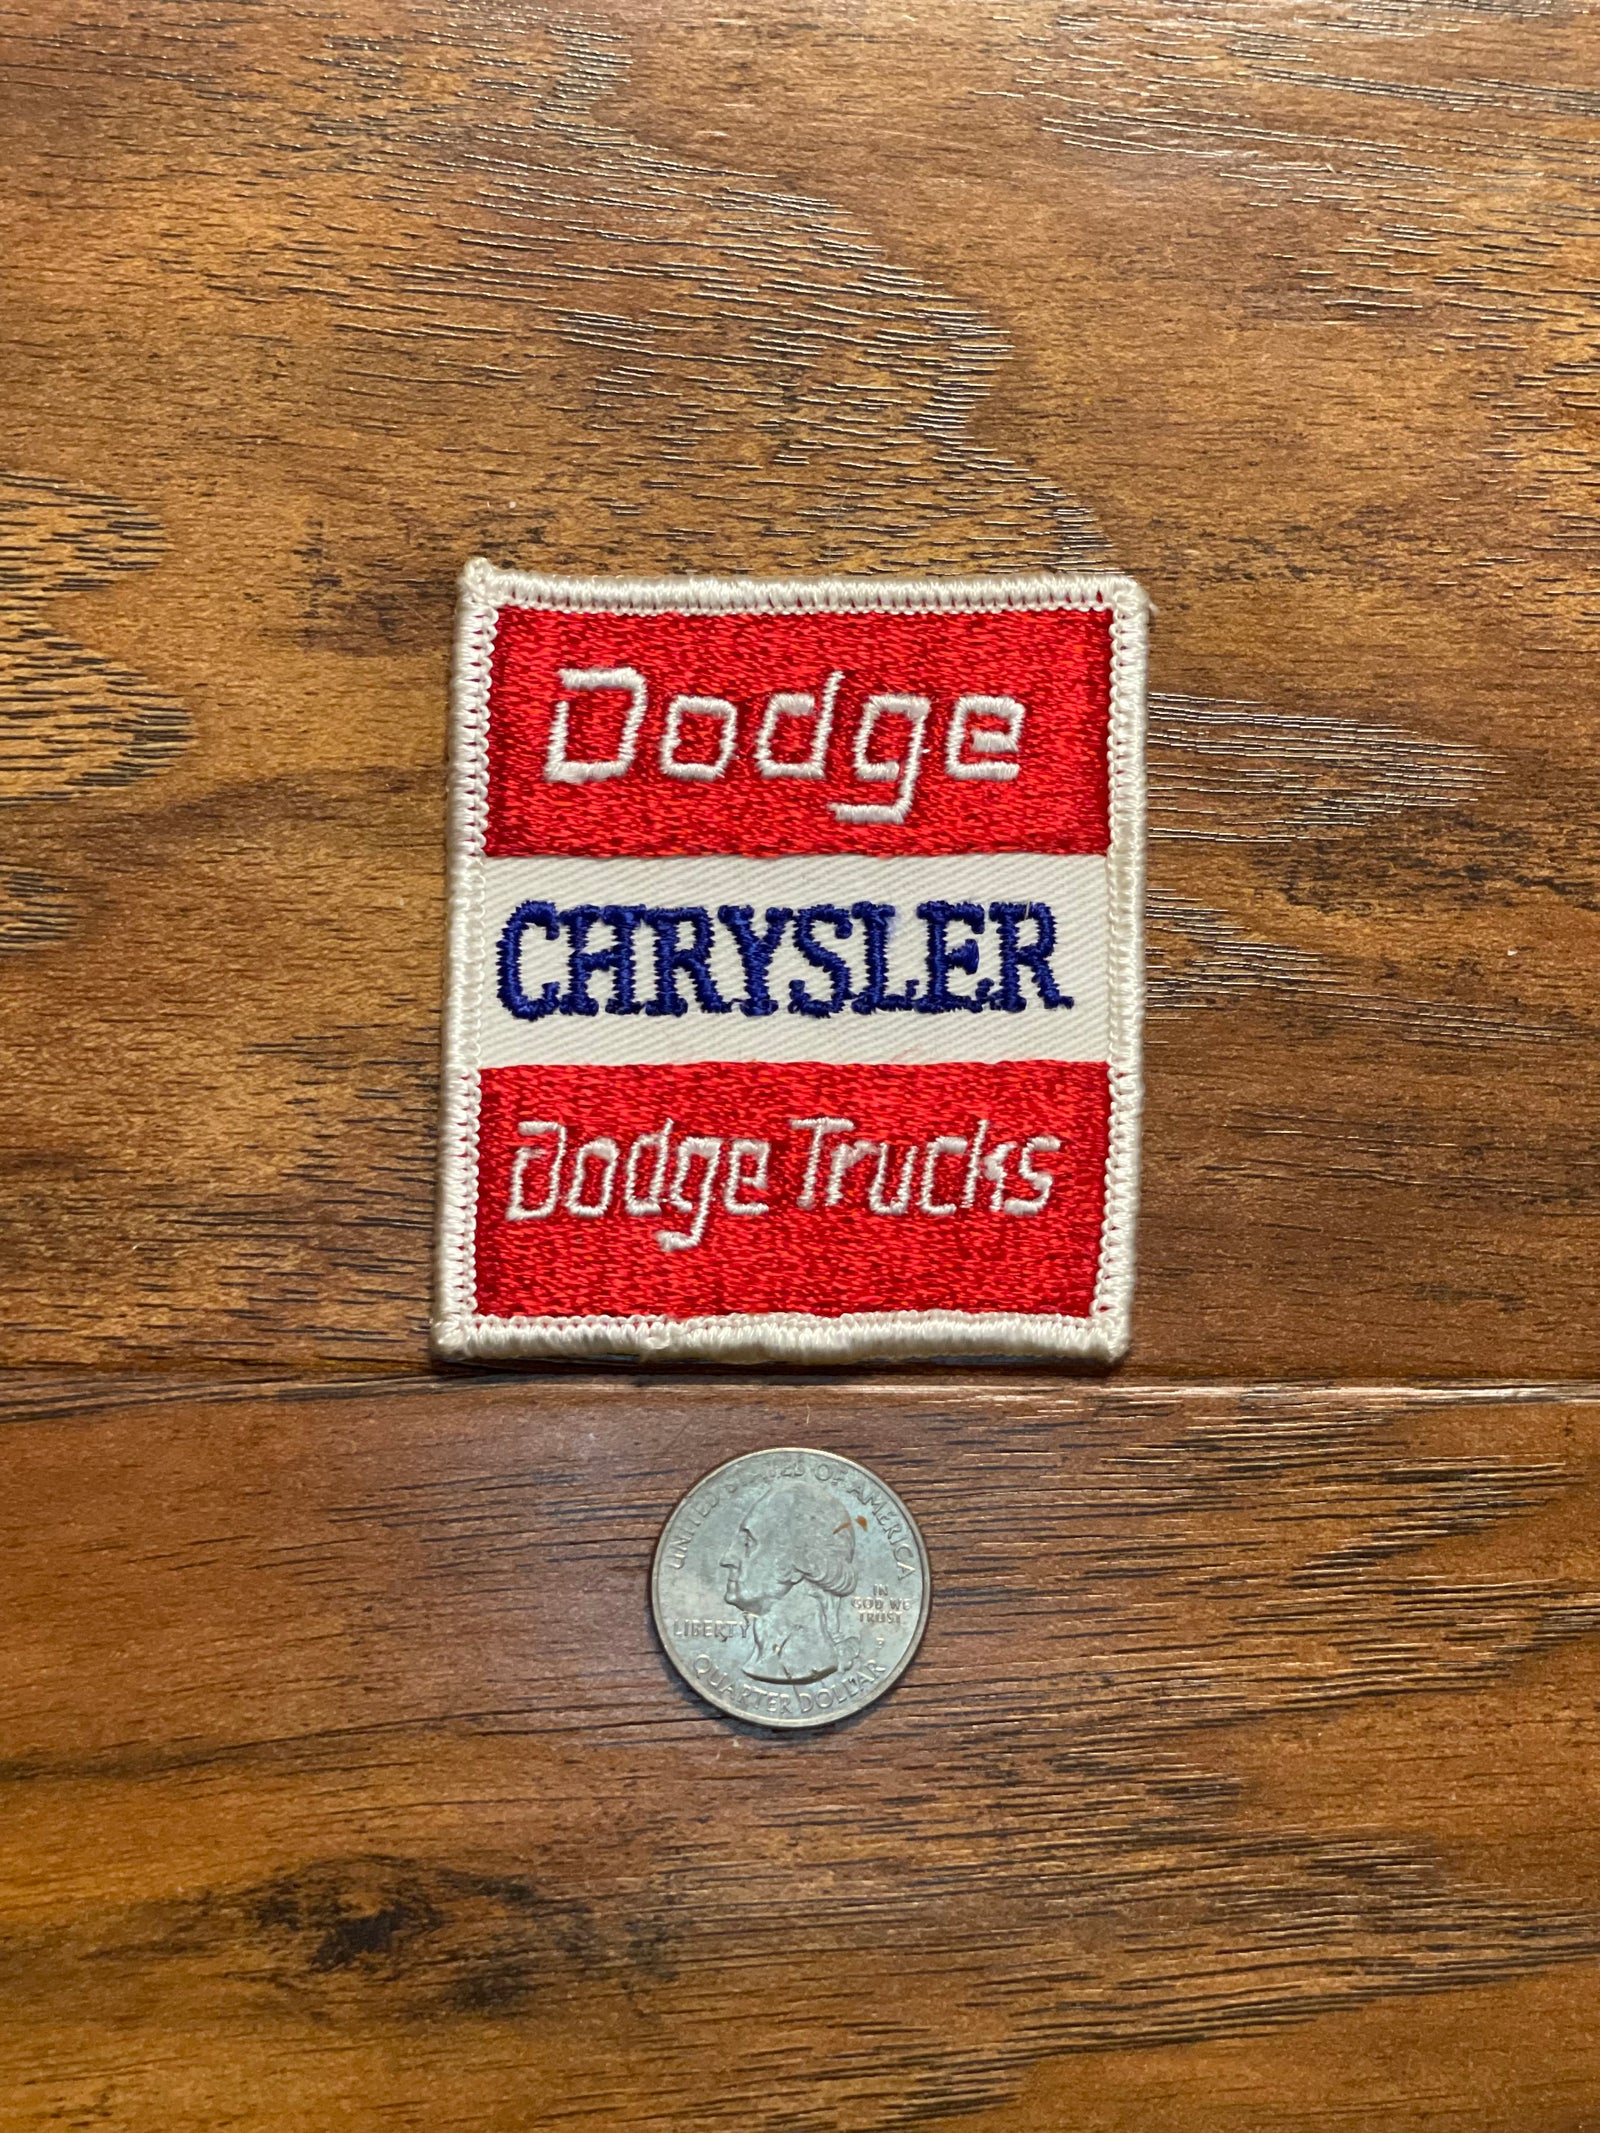 Dodge
CHRYSLER
Dodge Trucks
UNITED STATES OF AMERICA
IN
GOD WE
TRUST
LIBERTY
P
QUARTER DOLLAR